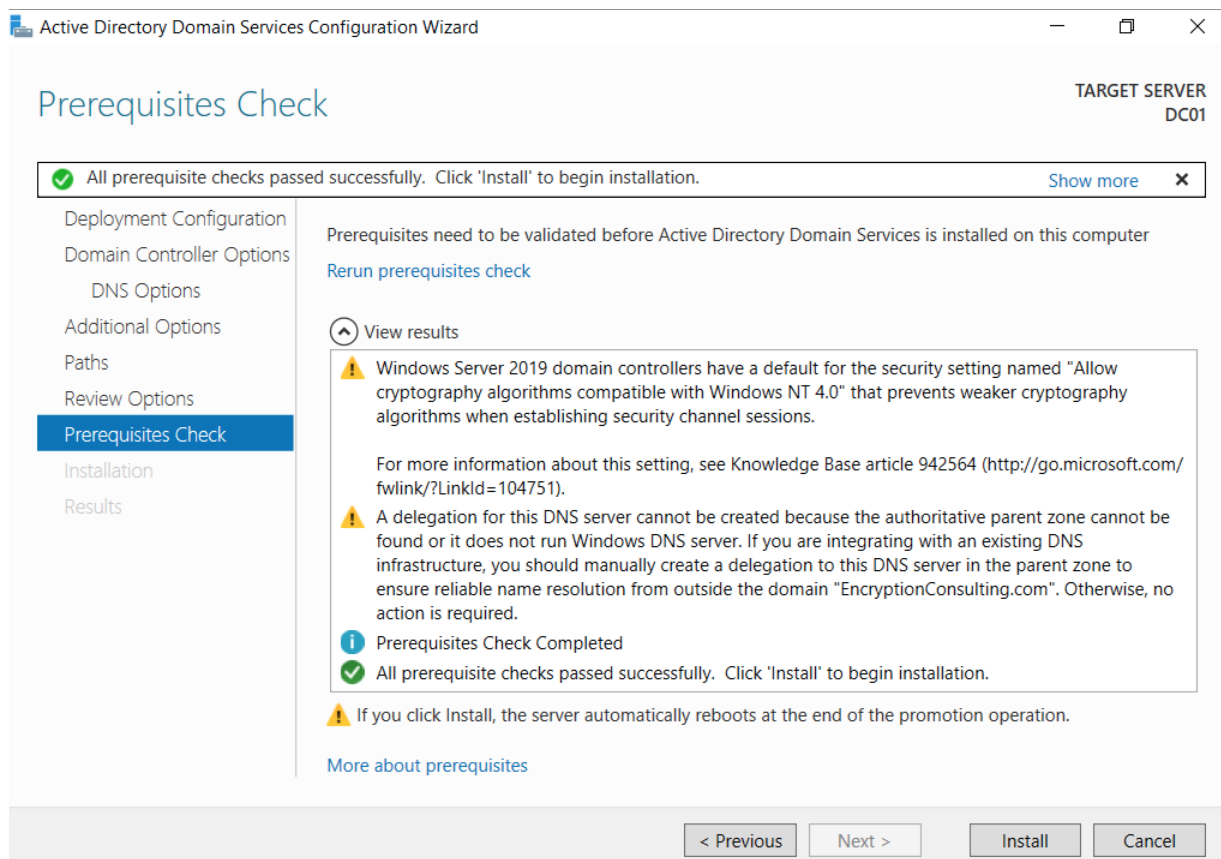 Active Directory Domain Services Configuration Wizard
Prerequisites Check
TARGET SERVER
DC01
All prerequisite checks passed successfully.  Click 'Install' to begin installation.
Show more
Deployment Configuration
Domain Controller Options
DNS Options
Additional Options
Paths
Review Options
Prerequisites Check
Installation
Results
Prerequisites need to be validated before Active Directory Domain Services is installed on this computer
Rerun prerequisites check
View results
Windows Server 2019 domain controllers have a default for the security setting named "Allow
cryptography algorithms compatible with Windows NT 4.0" that prevents weaker cryptography
algorithms when establishing security channel sessions.
For more information about this setting, see Knowledge Base article 942564 (http://go.microsoft.com/
fwlink/?LinkId=104751).
A delegation for this DNS server cannot be created because the authoritative parent zone cannot be
found or it does not run Windows DNS server. If you are integrating with an existing DNS
infrastructure, you should manually create a delegation to this DNS server in the parent zone to
ensure reliable name resolution from outside the domain "EncryptionConsulting.com". Otherwise, no
action is required.
Prerequisites Check Completed
All prerequisite checks passed successfully.  Click 'Install' to begin installation.
If you click Install, the server automatically reboots at the end of the promotion operation.
More about prerequisites
< Previous
Next >
Install
Cancel